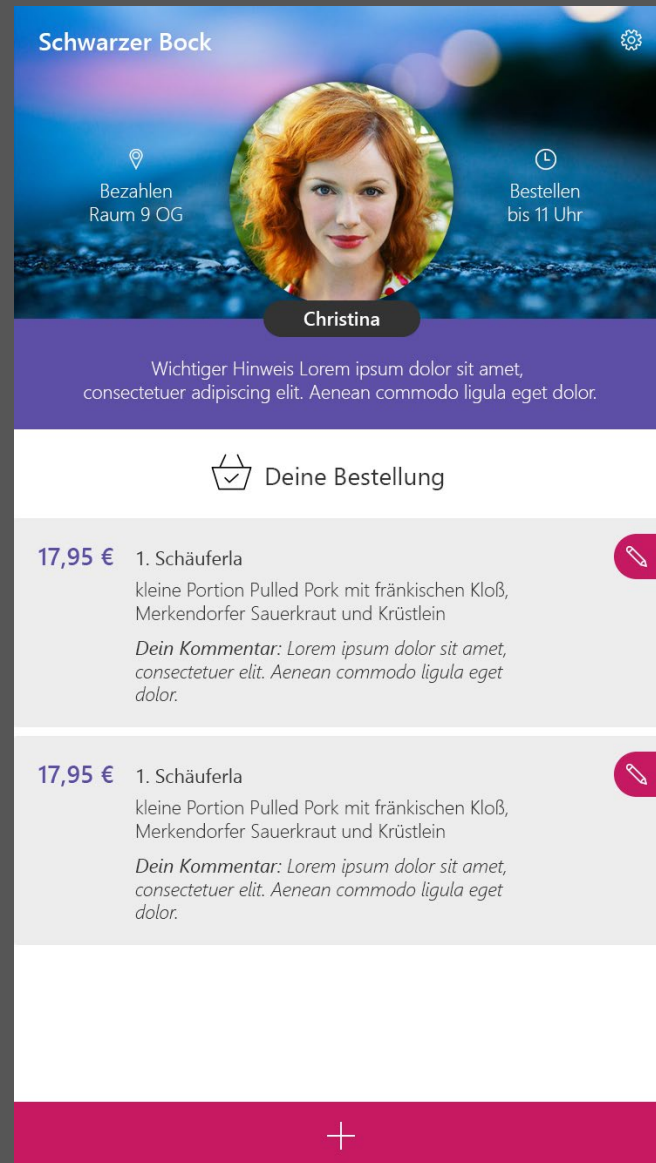 Schwarzer Bock
Bezahlen
Raum 9 OG
Bestellen
bis 11 Uhr
Christina
Wichtiger Hinweis Lorem ipsum dolor sit amet,
consectetuer adipiscing elit. Aenean commodo ligula eget dolor.
Deine Bestellung
17,95 € 1. Schäuferla
kleine Portion Pulled Pork mit fränkischen Kloß,
Merkendorfer Sauerkraut und Krüstlein
Dein Kommentar: Lorem ipsum dolor sit amet,
consectetuer elit. Aenean commodo ligula eget
dolor.
17,95 € 1. Schäuferla
kleine Portion Pulled Pork mit fränkischen Kloß,
Merkendorfer Sauerkraut und Krüstlein
Dein Kommentar: Lorem ipsum dolor sit amet,
consectetuer elit. Aenean commodo ligula eget
dolor.